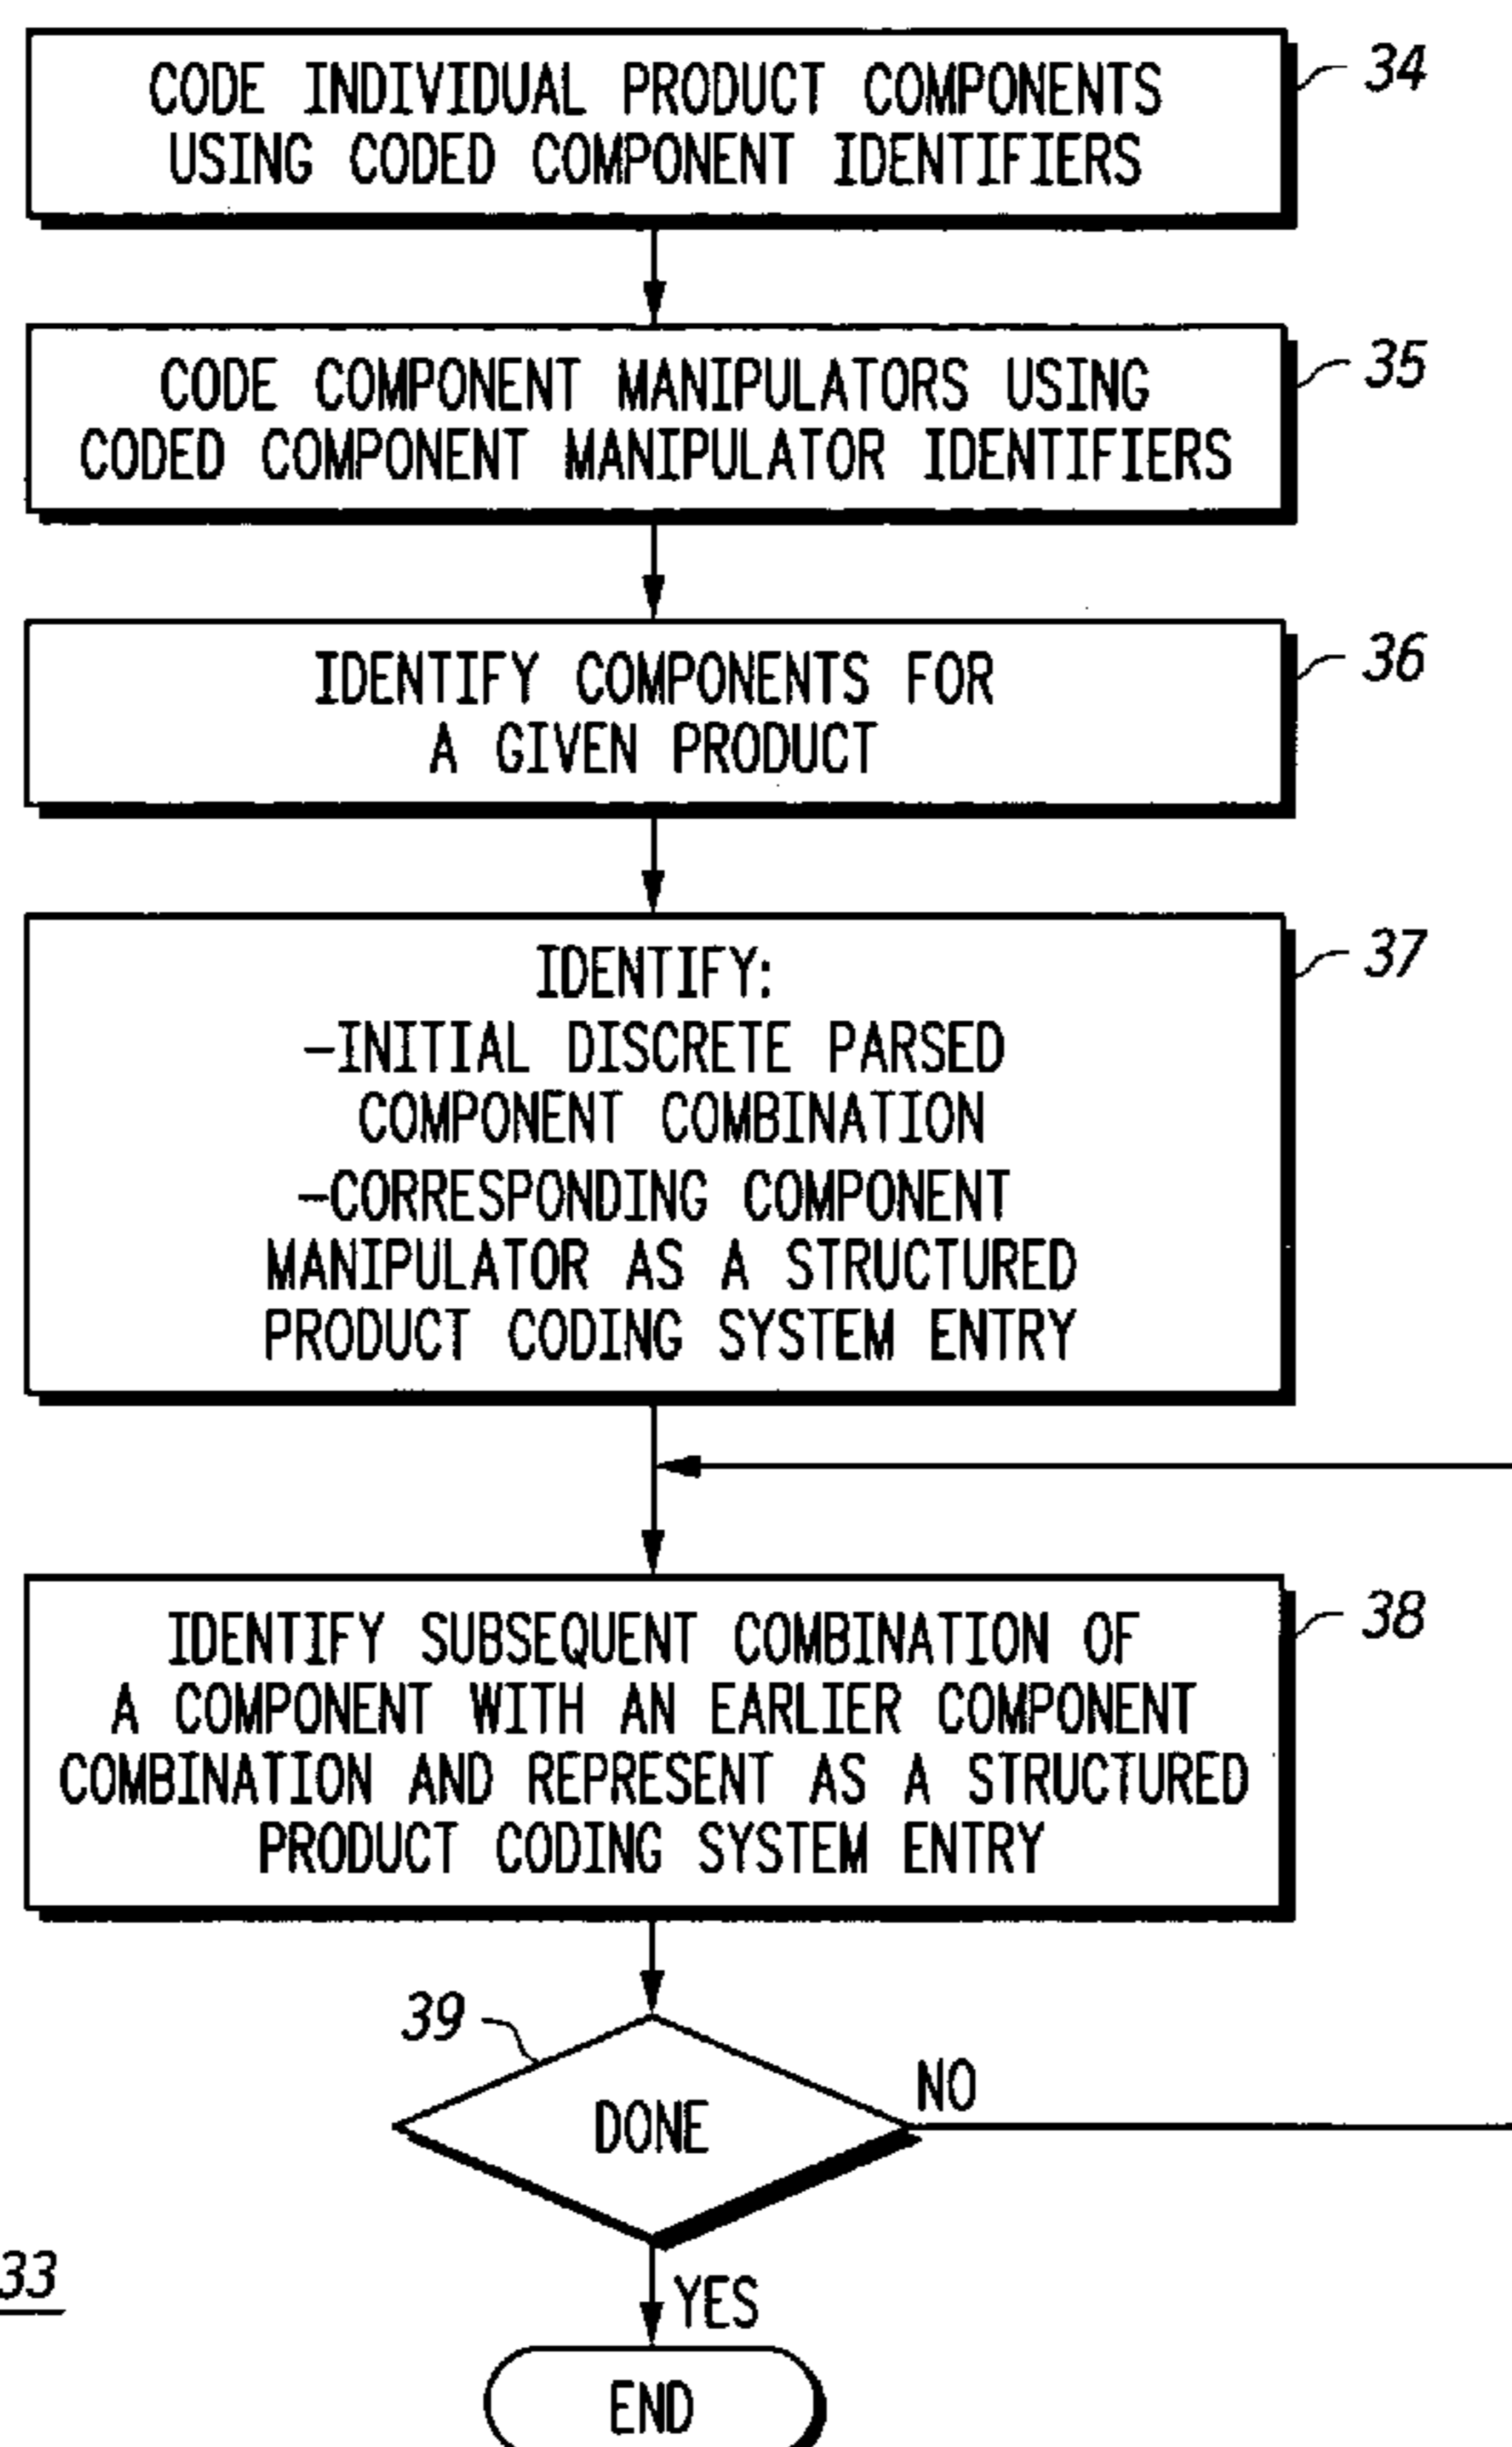 CODE INDIVIDUAL PRODUCT COMPONENTS
USING CODED COMPONENT IDENTIFIERS
34
CODE COMPONENT MANIPULATORS USING
CODED COMPONENT MANIPULATOR IDENTIFIERS
35
IDENTIFY COMPONENTS FOR
A GIVEN PRODUCT
36
IDENTIFY:
-INITIAL DISCRETE PARSED
COMPONENT COMBINATION
-CORRESPONDING COMPONENT
MANIPULATOR AS A STRUCTURED
PRODUCT CODING SYSTEM ENTRY
37
IDENTIFY SUBSEQUENT COMBINATION OF
A COMPONENT WITH AN EARLIER COMPONENT
COMBINATION AND REPRESENT AS A STRUCTURED
PRODUCT CODING SYSTEM ENTRY
38
39
DONE
NO
YES
33
END